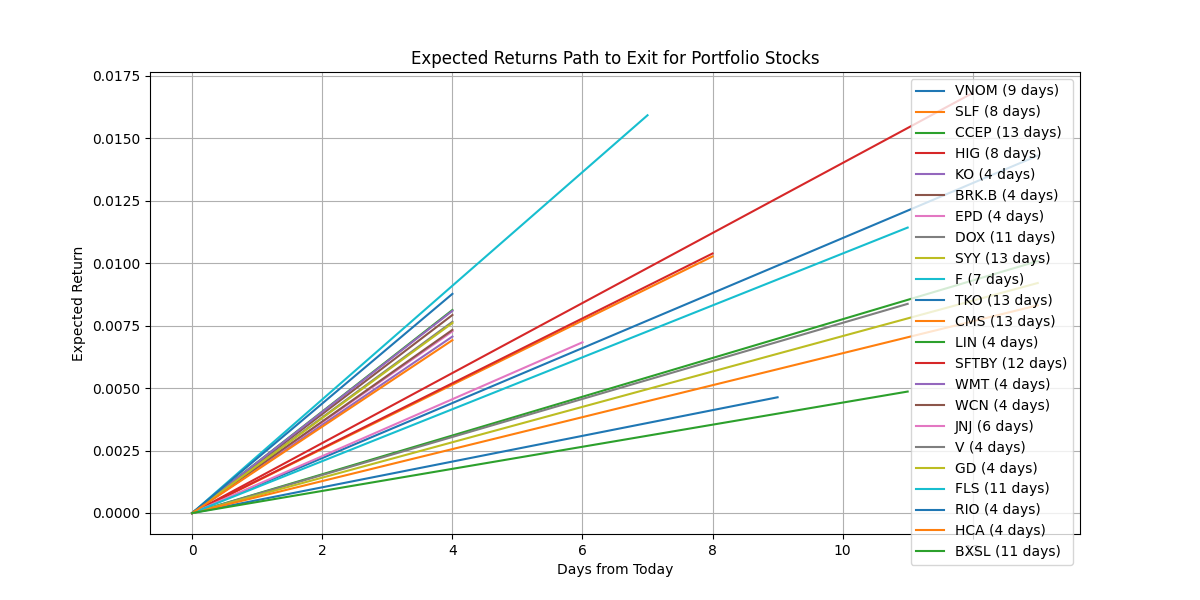 Expected Returns Path to Exit for Portfolio Stocks
0.0175
0.0150
0.0125
0.0100
0.0075
0.0050
0.0025
0.0000
Expected Return
0 2 4 6 8 10
Days from Today
VNOM (9 days)
SLF (8 days)
CCEP (13 days)
HIG (8 days)
KO (4 days)
BRK.B (4 days)
EPD (4 days)
DOX (11 days)
SYY (13 days)
F (7 days)
TKO (13 days)
CMS (13 days)
LIN (4 days)
SFTBY (12 days)
WMT (4 days)
WCN (4 days)
JNJ (6 days)
V (4 days)
GD (4 days)
FLS (11 days)
RIO (4 days)
HCA (4 days)
BXSL (11 days)